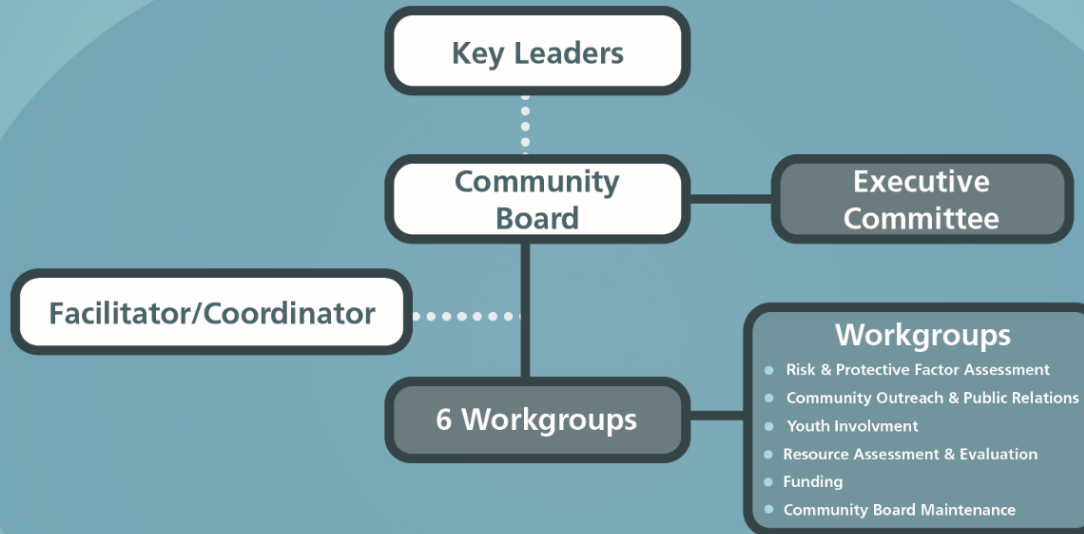 Key Leaders
Community
Board
Executive
Committee
Facilitator/Coordinator
6 Workgroups
Workgroups
Risk & Protective Factor Assessment
Community Outreach & Public Relations
Youth Involvment
Resource Assessment & Evaluation
Funding
Community Board Maintenance